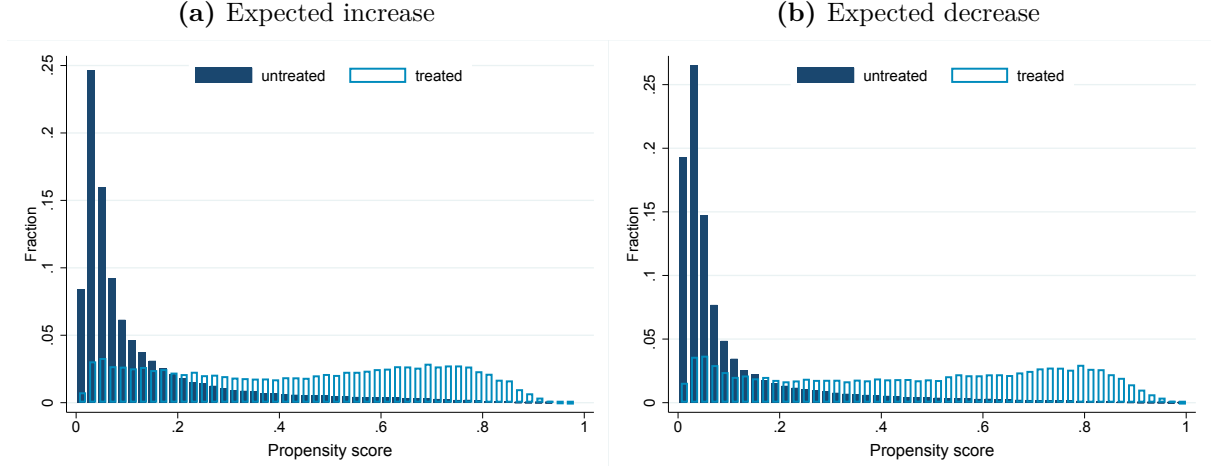 (a) Expected increase
(b) Expected decrease
untreated treated
Fraction
.25
.2
.15
.1
.05
0
0 .2 .4 .6 .8 1
Propensity score
untreated treated
Fraction
.25
.2
.15
.1
.05
0
0 .2 .4 .6 .8 1
Propensity score